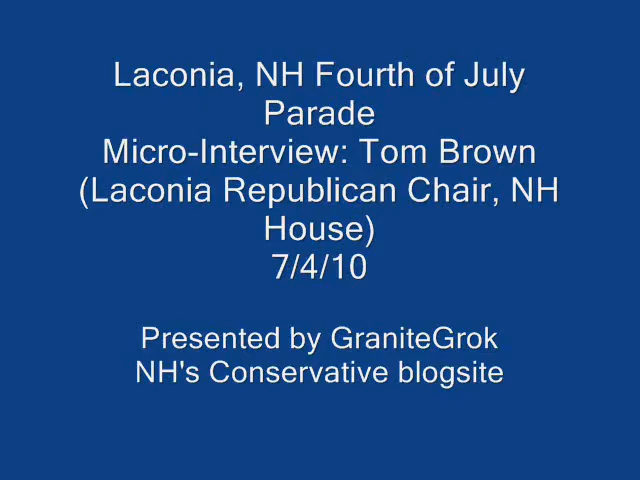 Laconia, NH Fourth of July
Parade
Micro-Interview: Tom Brown
(Laconia Republican Chair, NH
House)
7/4/10
Presented by GraniteGrok
NH's Conservative blogsite